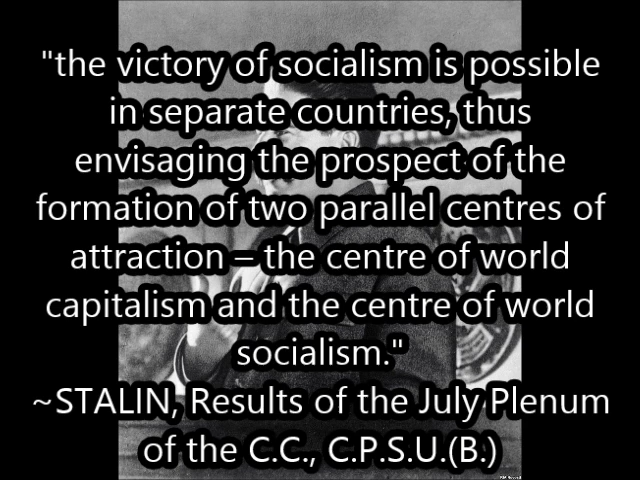 "the victory of socialism is possible
in separate countries, thus
envisaging the prospect of the
formation of two parallel centres of
attraction – the centre of world
capitalism and the centre of world
socialism."
~STALIN, Results of the July Plenum
of the C.C., C.P.S.U.(B.)